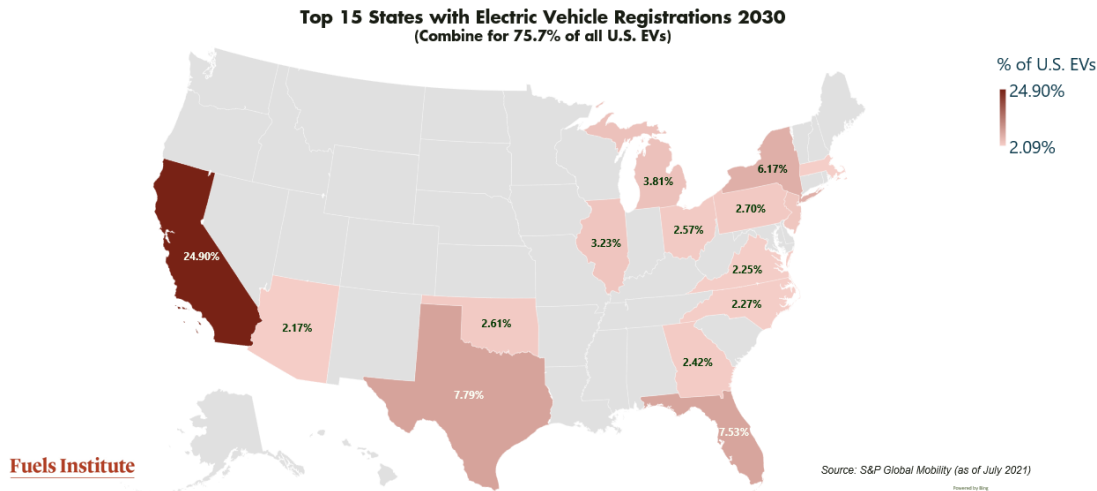 Top 15 States with Electric Vehicle Registrations 2030
(Combine for 75.7% of all U.S. EVs)
% of U.S. EVs
24.90%
2.09%
6.17%
3.81%
2.70%
2.57%
3.23%
24.90%
2.25%
2.27%
2.17%
2.61%
2.42%
7.79%
7.53%
Fuels Institute
Source: S&P Global Mobility (as of July 2021)
Powered by Bing